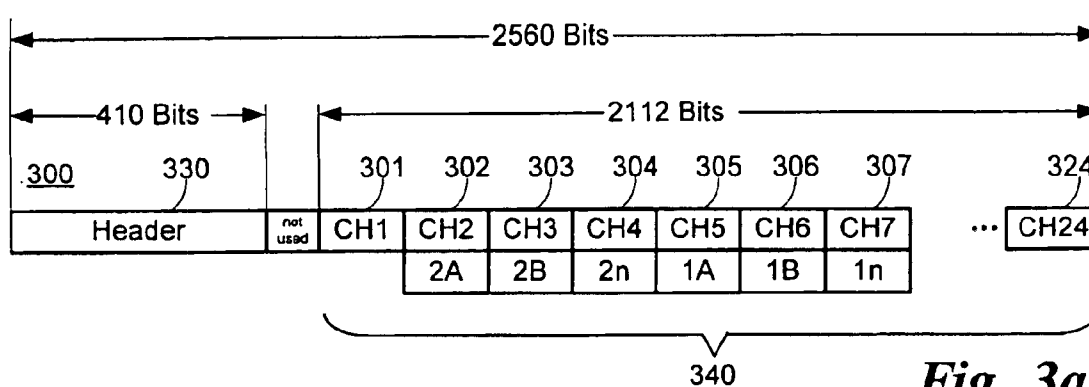 2560 Bits
410 Bits
2112 Bits
300
330
301
302
303
304
305
306
307
324
Header
not used
CH1
CH2
CH3
CH4
CH5
CH6
CH7
...
CH24
2A
2B
2n
1A
1B
1n
340
Fig. 3a